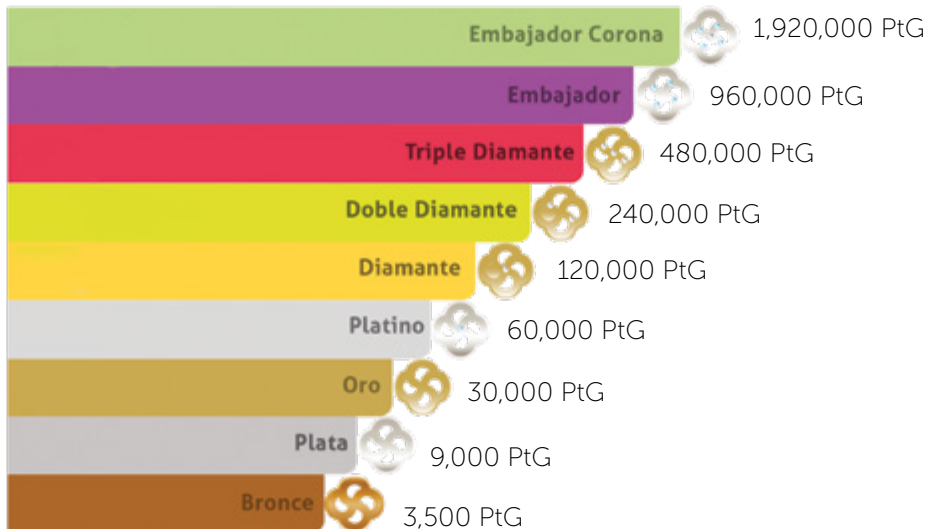 Embajador Corona 1,920,000 PtG
Embajador 960,000 PtG
Triple Diamante 480,000 PtG
Doble Diamante 240,000 PtG
Diamante 120,000 PtG
Platino 60,000 PtG
Oro 30,000 PtG
Plata 9,000 PtG
Bronce 3,500 PtG